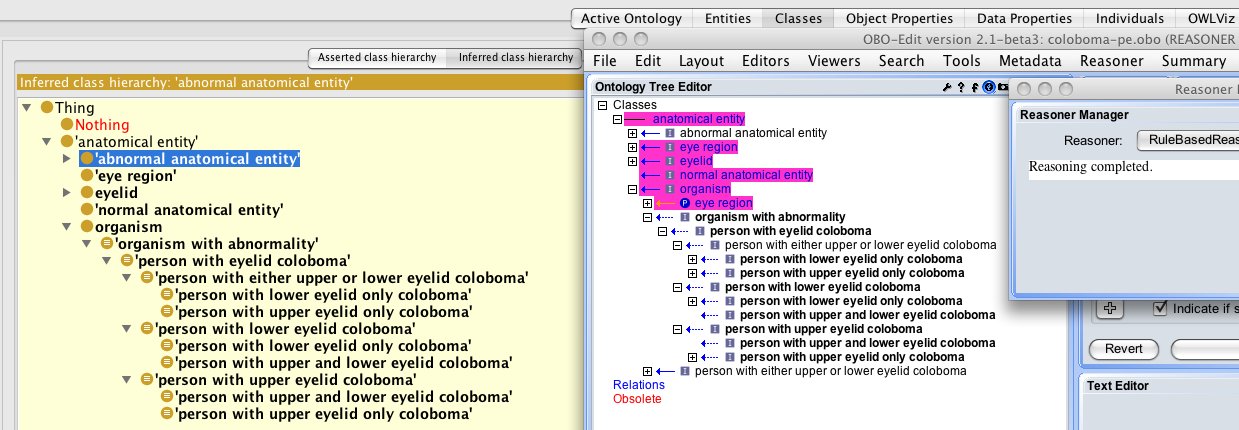 Active Ontology Entities Classes Object Properties Data Properties Individuals OWLViz
Asserted class hierarchy Inferred class hierarchy
Inferred class hierarchy: 'abnormal anatomical entity'
Thing
Nothing
'anatomical entity'
'abnormal anatomical entity'
'eye region'
eyelid
'normal anatomical entity'
organism
'organism with abnormality'
'person with eyelid coloboma'
'person with either upper or lower eyelid coloboma'
'person with lower eyelid only coloboma'
'person with upper eyelid only coloboma'
'person with lower eyelid coloboma'
'person with lower eyelid only coloboma'
'person with upper and lower eyelid coloboma'
'person with upper eyelid coloboma'
'person with upper and lower eyelid coloboma'
'person with upper eyelid only coloboma'
OBO-Edit version 2.1-beta3: coloboma-pe.obo (REASONER
File Edit Layout Editors Viewers Search Tools Metadata Reasoner Summary
Ontology Tree Editor
Classes
anatomical entity
abnormal anatomical entity
eye region
eyelid
normal anatomical entity
organism
P eye region
organism with abnormality
person with eyelid coloboma
person with either upper or lower eyelid coloboma
person with lower eyelid only coloboma
person with upper eyelid only coloboma
person with lower eyelid coloboma
person with lower eyelid only coloboma
person with upper and lower eyelid coloboma
person with upper eyelid coloboma
person with upper and lower eyelid coloboma
person with upper eyelid only coloboma
person with either upper or lower eyelid coloboma
Relations
Obsolete
Reasoner
Reasoner Manager
Reasoner: RuleBasedReas
Reasoning completed.
Indicate if s
Revert
Text Editor